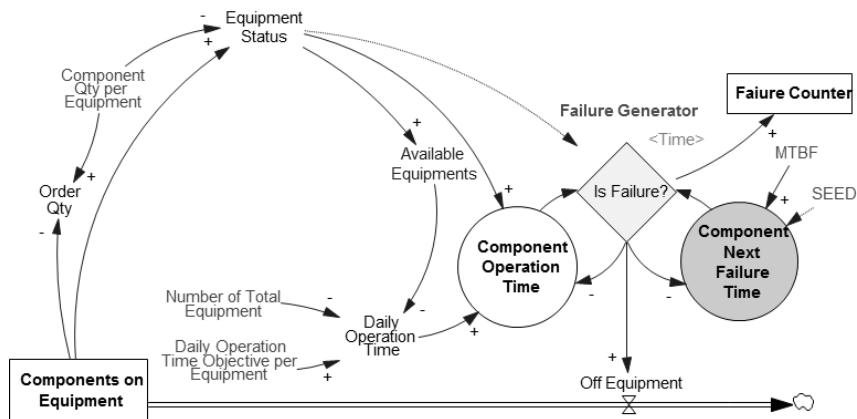 Equipment
Status
Component
Qty per
Equipment
Failure Generator
<Time>
Faiure Counter
MTBF
SEED
Available
Equipments
Is Failure?
Order
Qty
Component
Operation
Time
Component
Next
Failure
Time
Number of Total
Equipment
Daily
Operation
Time
Daily Operation
Time Objective per
Equipment
Components on
Equipment
Off Equipment